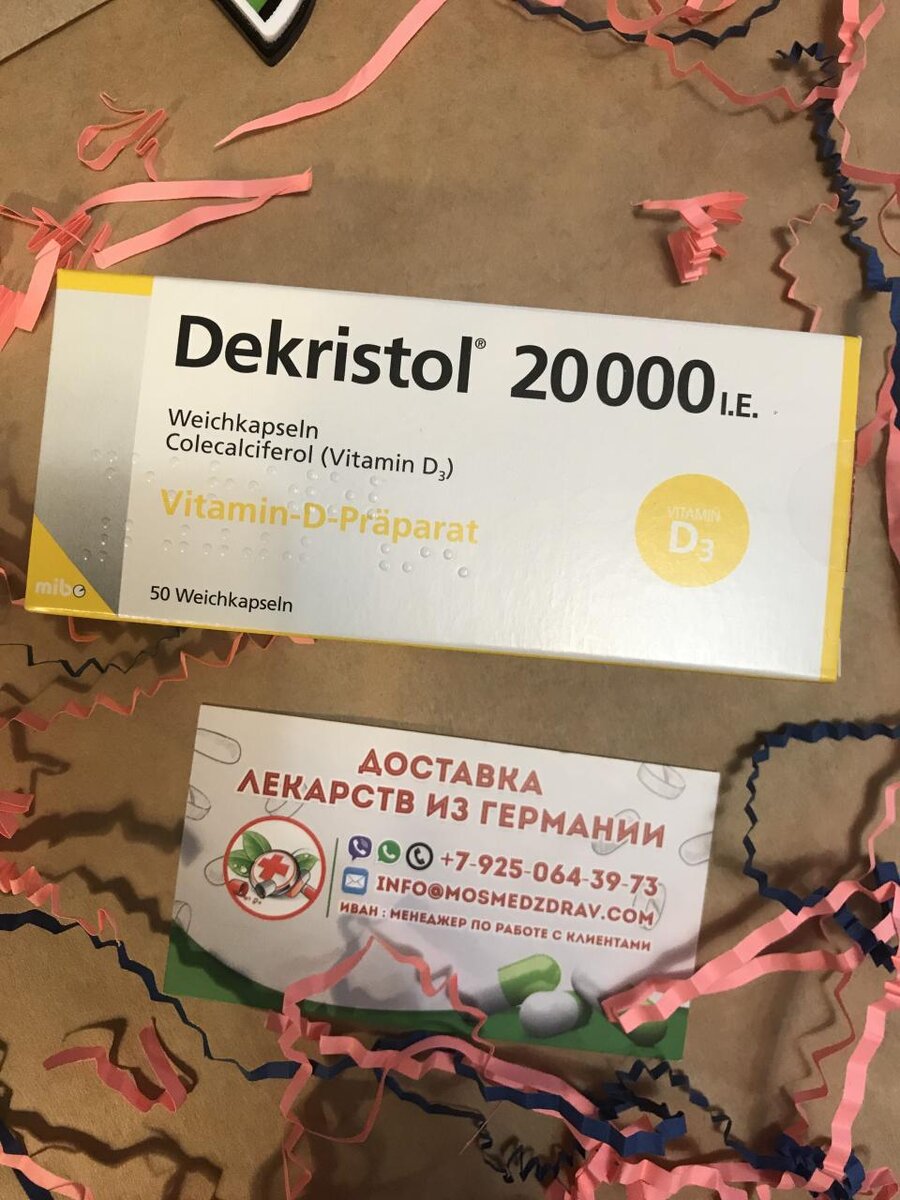 Dekristol® 20000 I.E.
Weichkapseln
Colecalciferol (Vitamin D3)
Vitamin-D-Präparat
VITAMIN
D3
mibe
50 Weichkapseln
ДОСТАВКА
ЛЕКАРСТВ ИЗ ГЕРМАНИИ
+7-925-064-39-73
INFO@MOSMEDZDRAV.COM
ИВАН : МЕНЕДЖЕР ПО РАБОТЕ С КЛИЕНТАМИ